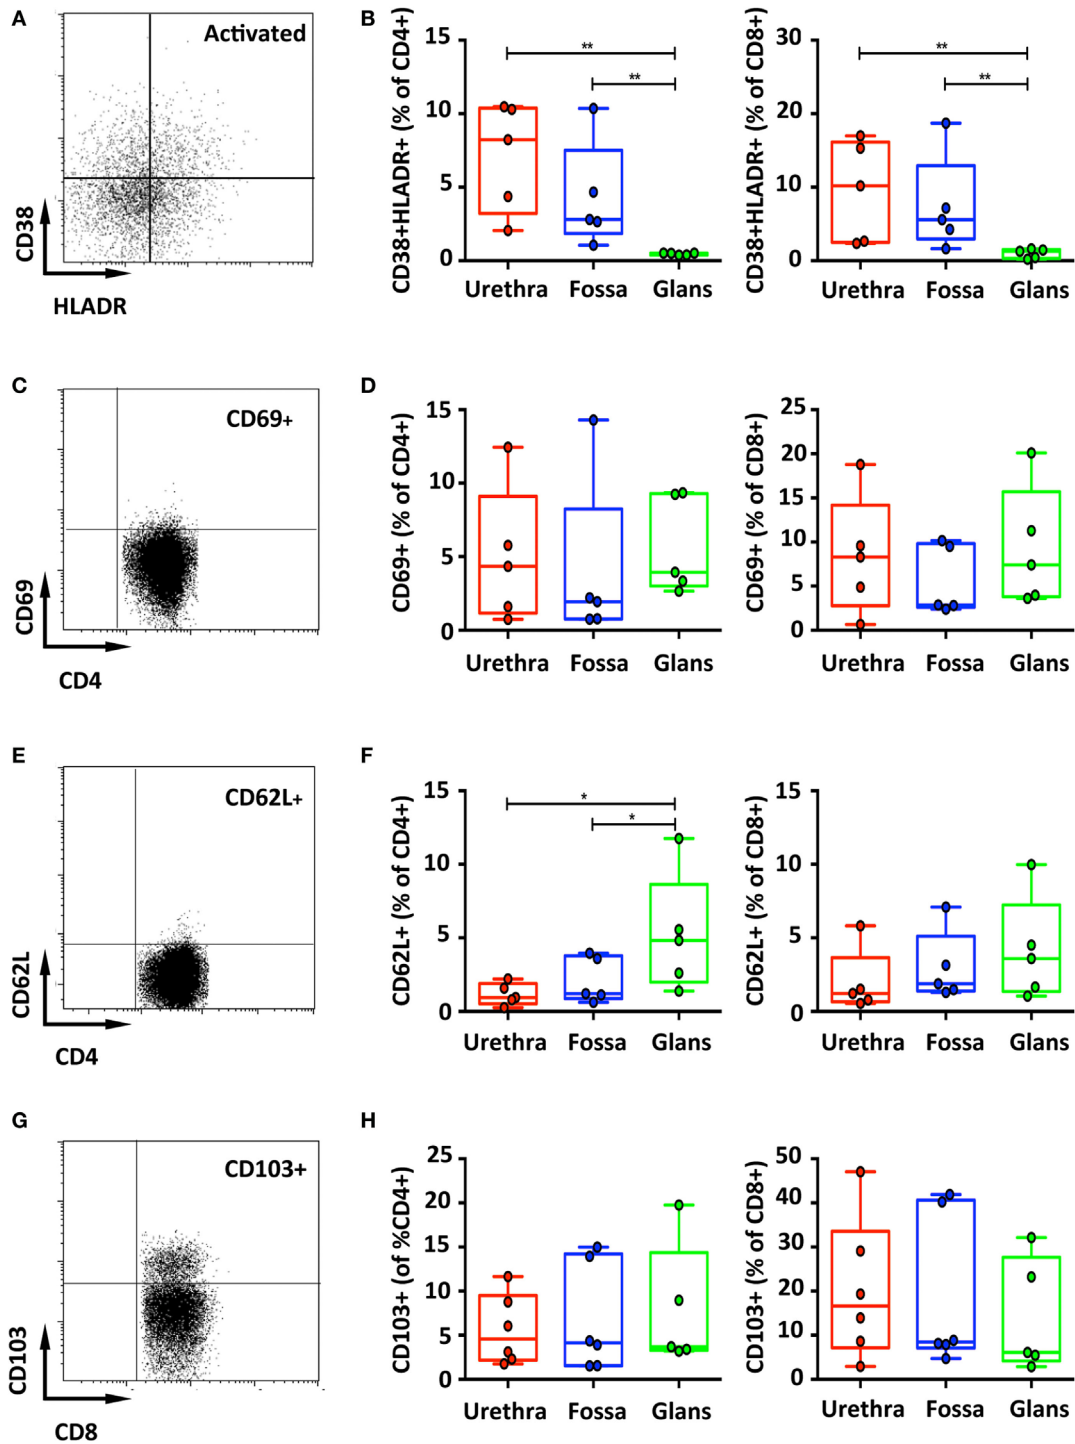 A
Activated
CD38
HLADR
B
CD38+HLADR+ (% of CD4+)
15
10
5
0
**
**
Urethra Fossa Glans
CD38+HLADR+ (% of CD8+)
30
20
10
0
**
**
Urethra Fossa Glans
C
CD69+
CD69
CD4
D
CD69+ (% of CD4+)
15
10
5
0
Urethra Fossa Glans
CD69+ (% of CD8+)
25
20
15
10
5
0
Urethra Fossa Glans
E
CD62L+
CD62L
CD4
F
CD62L+ (% of CD4+)
15
10
5
0
*
*
Urethra Fossa Glans
CD62L+ (% of CD8+)
15
10
5
0
Urethra Fossa Glans
G
CD103+
CD103
CD8
H
CD103+ (of %CD4+)
25
20
15
10
5
0
Urethra Fossa Glans
CD103+ (% of CD8+)
50
40
30
20
10
0
Urethra Fossa Glans